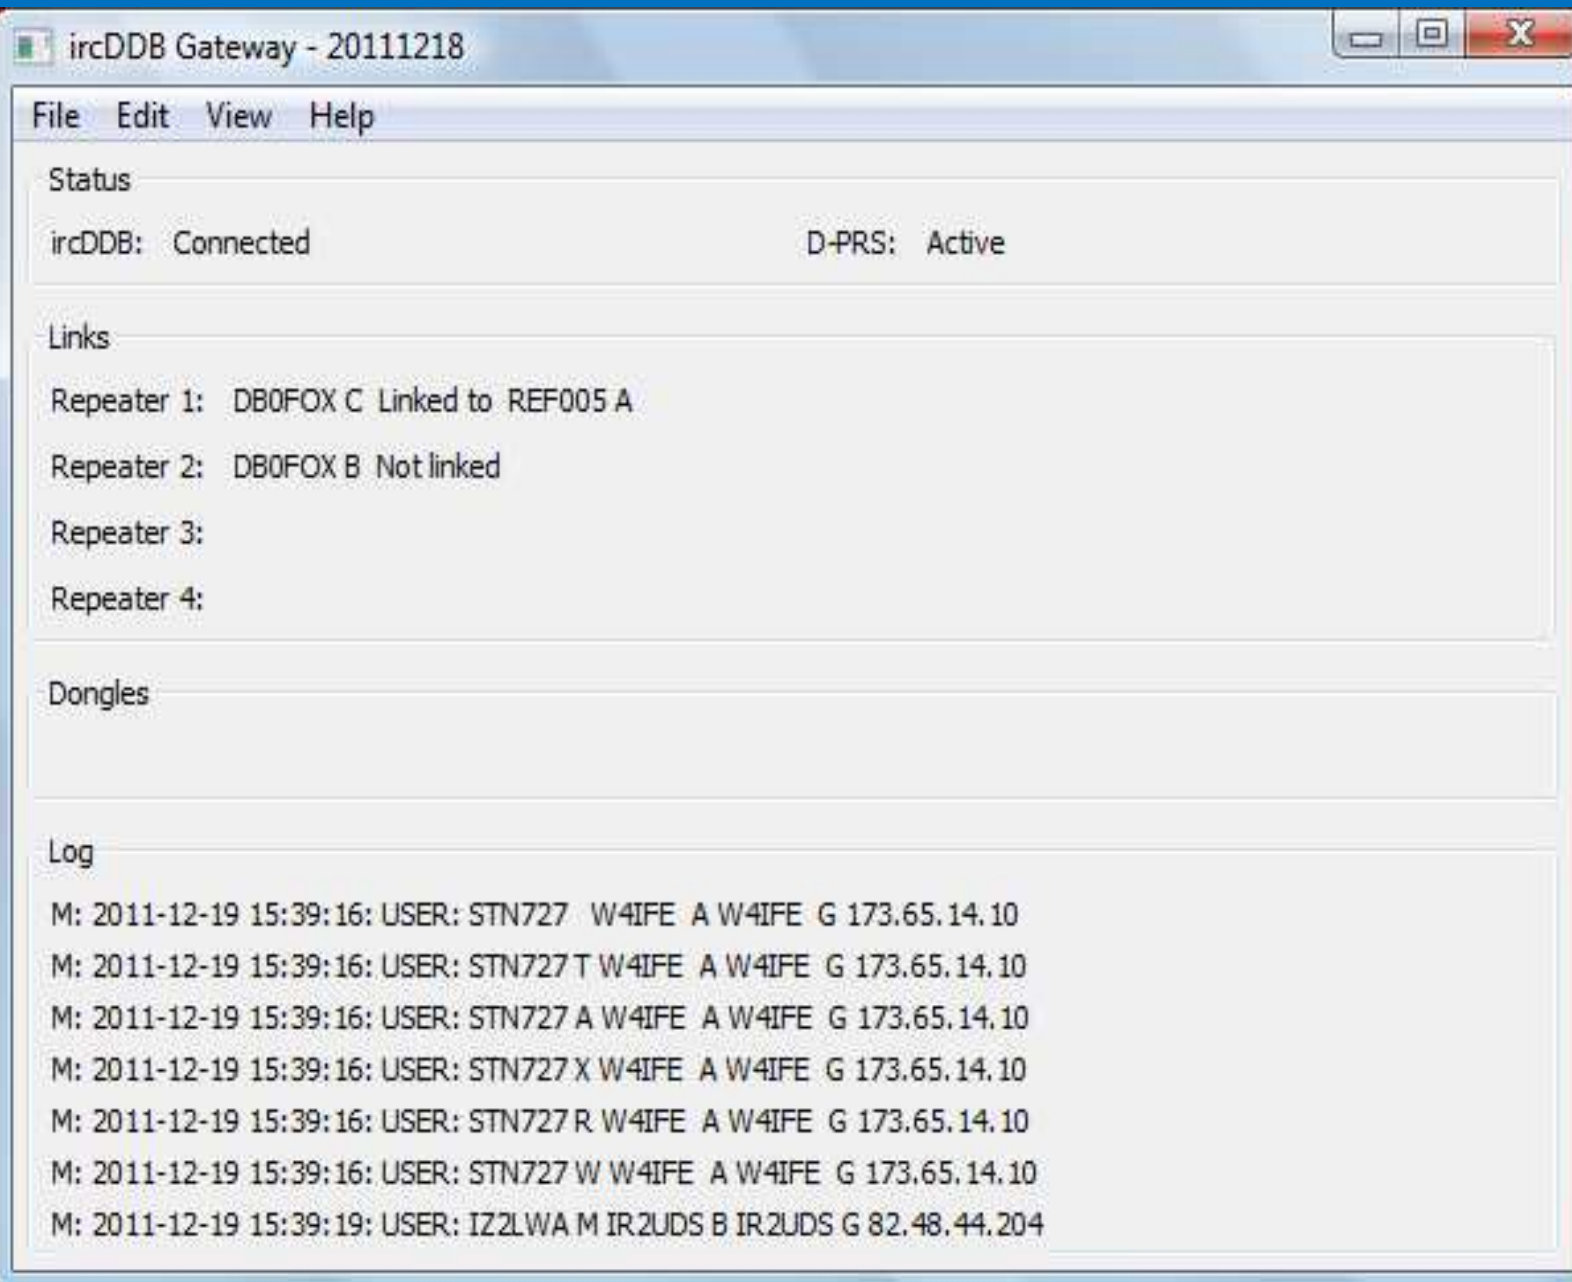 ircDDB Gateway - 20111218
File Edit View Help
Status
ircDDB: Connected D-PRS: Active
Links
Repeater 1: DB0FOX C Linked to REF005 A
Repeater 2: DB0FOX B Not linked
Repeater 3:
Repeater 4:
Dongles
Log
M: 2011-12-19 15:39:16: USER: STN727 W4IFE A W4IFE G 173.65.14.10
M: 2011-12-19 15:39:16: USER: STN727 T W4IFE A W4IFE G 173.65.14.10
M: 2011-12-19 15:39:16: USER: STN727 A W4IFE A W4IFE G 173.65.14.10
M: 2011-12-19 15:39:16: USER: STN727 X W4IFE A W4IFE G 173.65.14.10
M: 2011-12-19 15:39:16: USER: STN727 R W4IFE A W4IFE G 173.65.14.10
M: 2011-12-19 15:39:16: USER: STN727 W W4IFE A W4IFE G 173.65.14.10
M: 2011-12-19 15:39:19: USER: IZ2LWA M IR2UDS B IR2UDS G 82.48.44.204